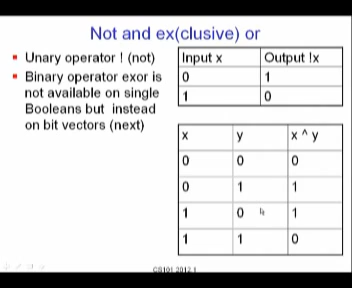 Not and ex(clusive) or
Unary operator ! (not)
Binary operator exor is
not available on single
Booleans but instead
on bit vectors (next)
Input x Output !x
0 1
1 0
x y x ^ y
0 0 0
0 1 1
1 0 1
1 1 0
CS101 2012.1